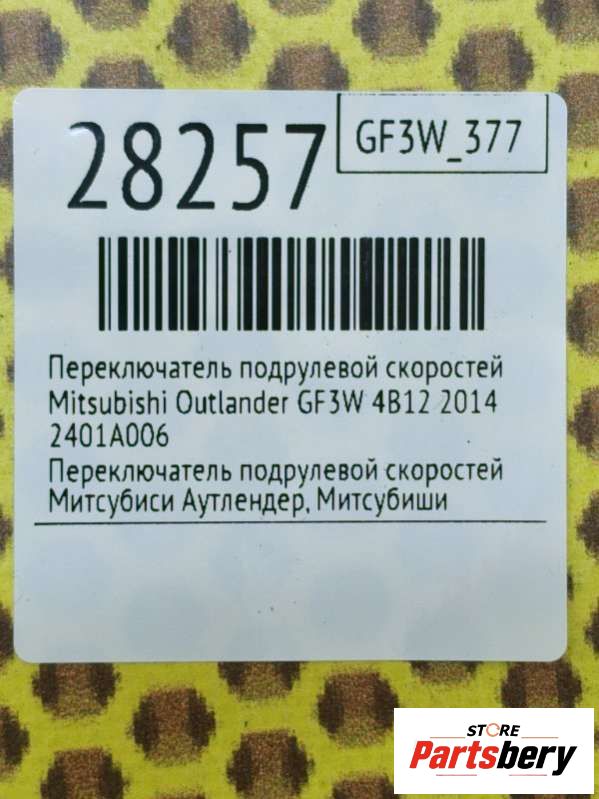 28257
GF3W_377
Переключатель подрулевой скоростей
Mitsubishi Outlander GF3W 4B12 2014
2401A006
Переключатель подрулевой скоростей
Митсубиси Аутлендер, Митсубиши
STORE
Partsbery